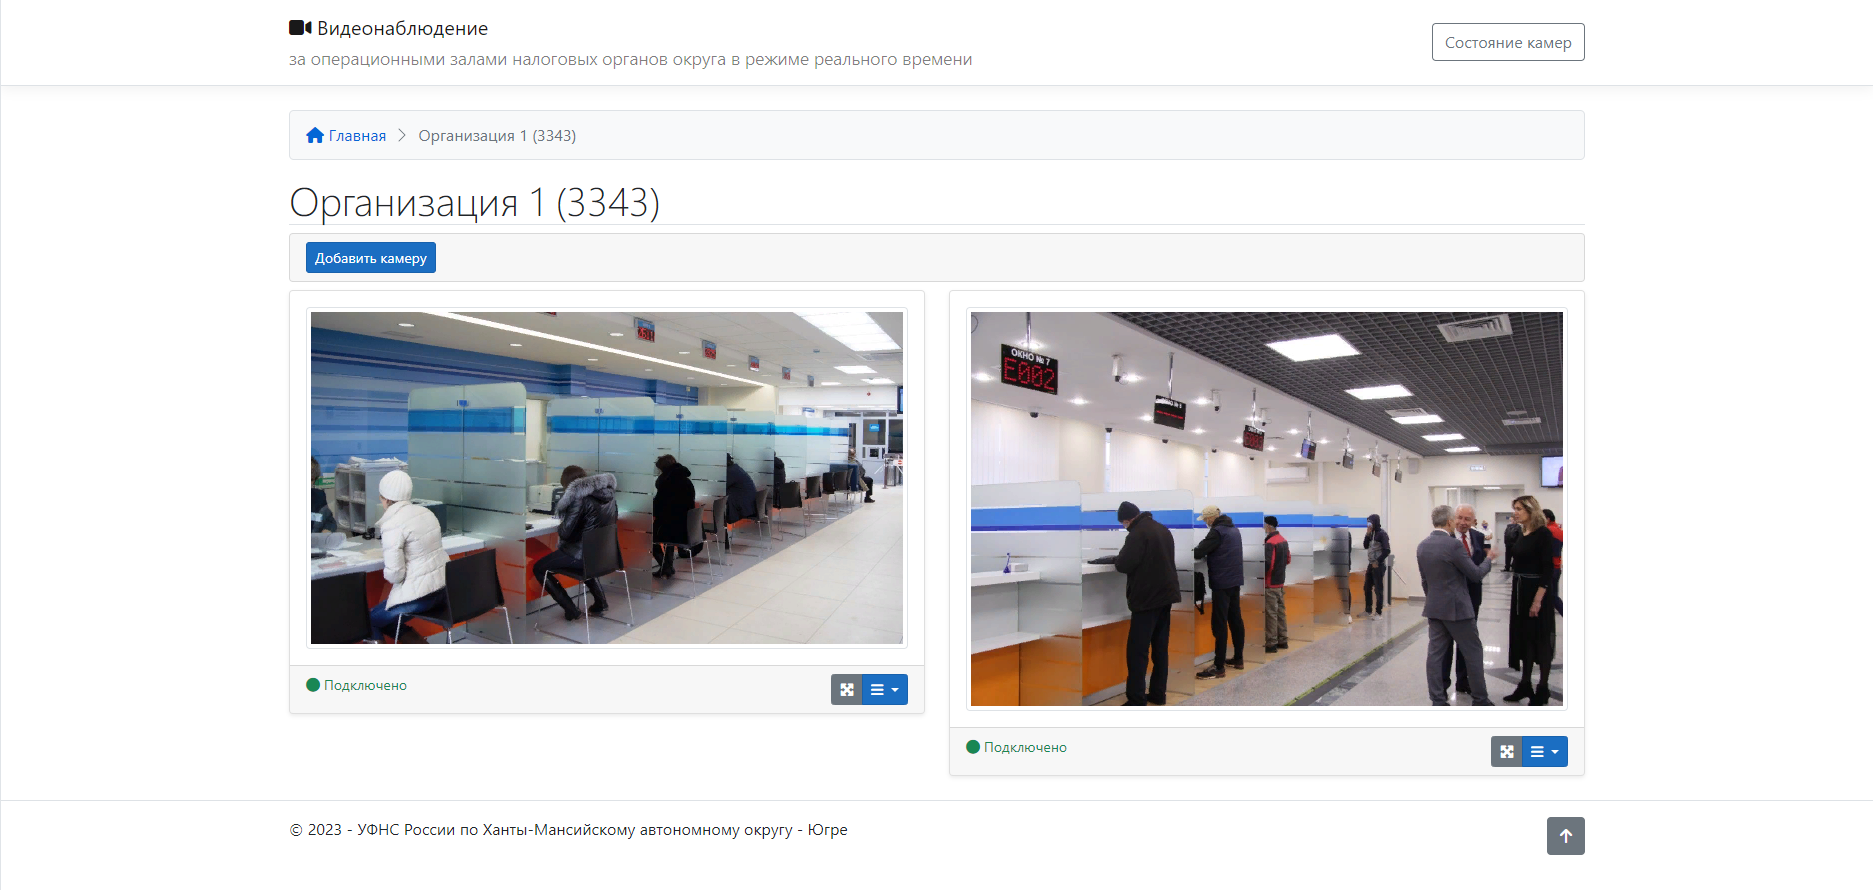 Видеонаблюдение
за операционными залами налоговых органов округа в режиме реального времени
Состояние камер
Главная
Организация 1 (3343)
Организация 1 (3343)
Добавить камеру
ОКНО № 7
E002
Подключено
Подключено
© 2023 - УФНС России по Ханты-Мансийскому автономному округу - Югре